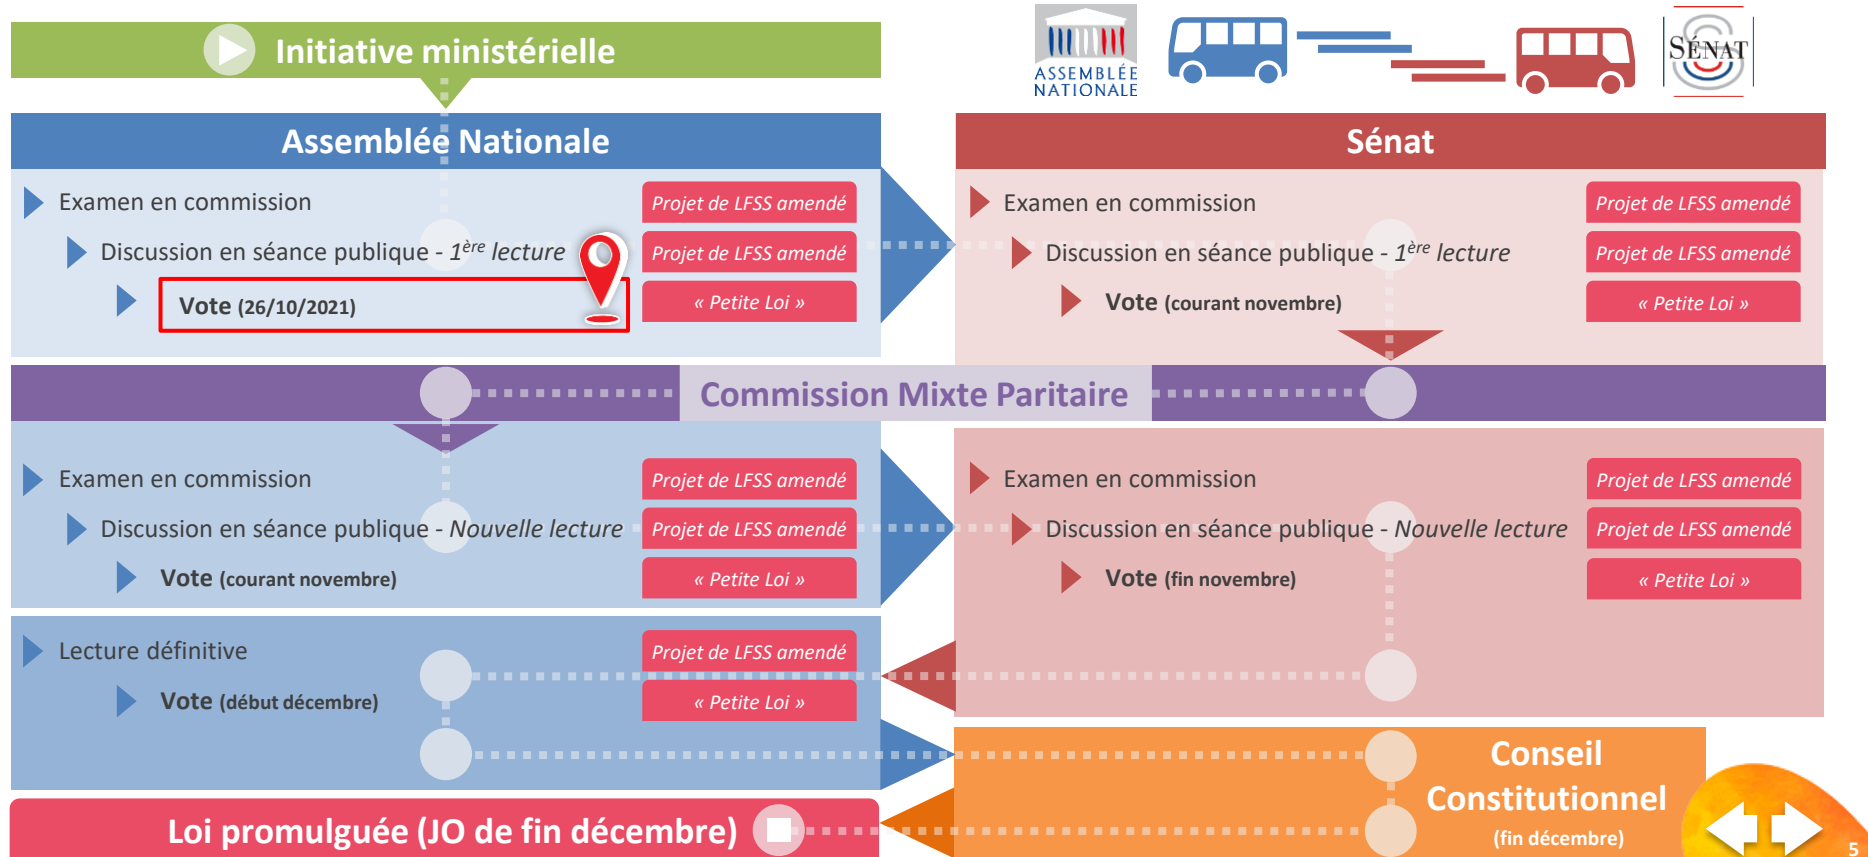 Initiative ministérielle
ASSEMBLÉE
NATIONALE
SÉNAT
Assemblée Nationale
Examen en commission
Projet de LFSS amendé
Discussion en séance publique - 1ère lecture
Projet de LFSS amendé
Vote (26/10/2021)
« Petite Loi »
Sénat
Examen en commission
Projet de LFSS amendé
Discussion en séance publique - 1ère lecture
Projet de LFSS amendé
Vote (courant novembre)
« Petite Loi »
Commission Mixte Paritaire
Examen en commission
Projet de LFSS amendé
Discussion en séance publique - Nouvelle lecture
Projet de LFSS amendé
Vote (courant novembre)
« Petite Loi »
Examen en commission
Projet de LFSS amendé
Discussion en séance publique - Nouvelle lecture
Projet de LFSS amendé
Vote (fin novembre)
« Petite Loi »
Lecture définitive
Projet de LFSS amendé
Vote (début décembre)
« Petite Loi »
Conseil
Constitutionnel
(fin décembre)
Loi promulguée (JO de fin décembre)
5